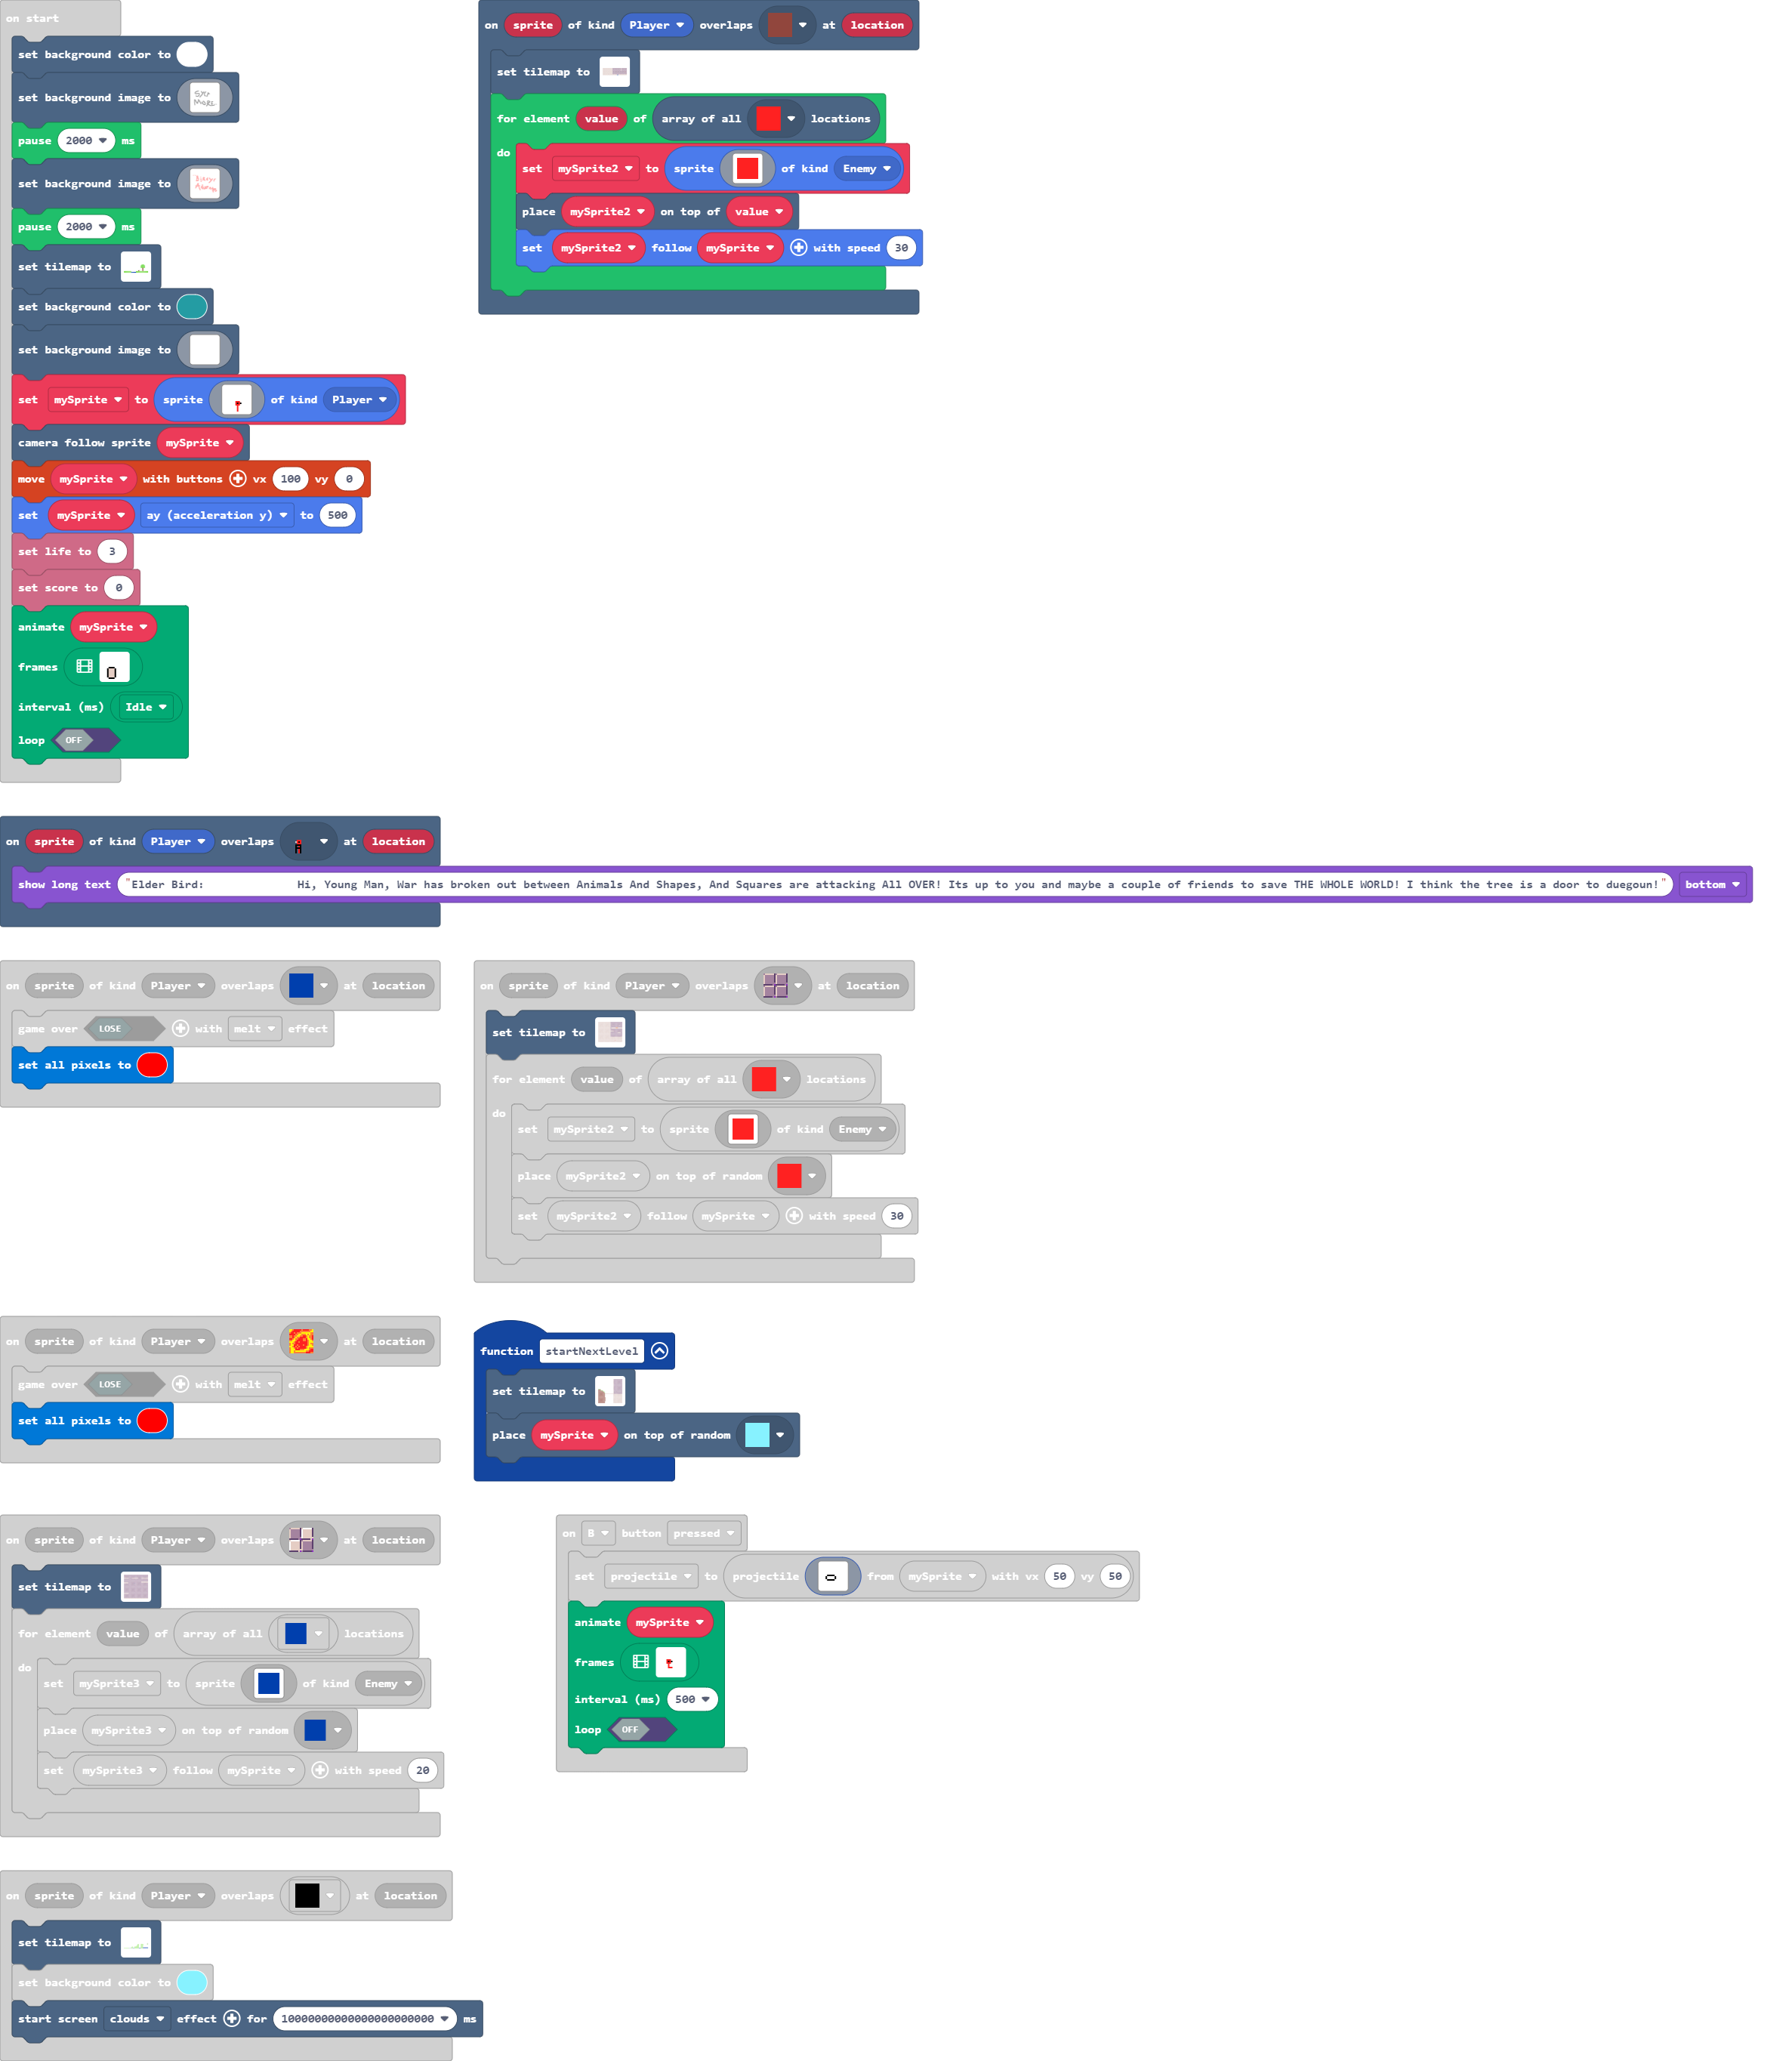 on start
set background color to
set background image to
pause 2000 ms
set background image to
pause 2000 ms
set tilemap to
set background color to
set background image to
set mySprite to sprite of kind Player
camera follow sprite mySprite
move mySprite with buttons vx 100 vy 0
set mySprite ay (acceleration y) to 500
set life to 3
set score to 0
animate mySprite
frames
interval (ms) Idle
loop OFF
on sprite of kind Player overlaps at location
set tilemap to
for element value of array of all locations
do
set mySprite2 to sprite of kind Enemy
place mySprite2 on top of value
set mySprite2 follow mySprite with speed 30
on sprite of kind Player overlaps at location
show long text "Elder Bird: Hi, Young Man, War has broken out between Animals And Shapes, And Squares are attacking All OVER! Its up to you and maybe a couple of friends to save THE WHOLE WORLD! I think the tree is a door to duegoun!" bottom
on sprite of kind Player overlaps at location
game over LOSE with melt effect
set all pixels to
on sprite of kind Player overlaps at location
set tilemap to
for element value of array of all locations
do
set mySprite2 to sprite of kind Enemy
place mySprite2 on top of random
set mySprite2 follow mySprite with speed 30
on sprite of kind Player overlaps at location
game over LOSE with melt effect
set all pixels to
function startNextLevel
set tilemap to
place mySprite on top of random
on sprite of kind Player overlaps at location
set tilemap to
for element value of array of all locations
do
set mySprite3 to sprite of kind Enemy
place mySprite3 on top of random
set mySprite3 follow mySprite with speed 20
on B button pressed
set projectile to projectile from mySprite with vx 50 vy 50
animate mySprite
frames
interval (ms) 500
loop OFF
on sprite of kind Player overlaps at location
set tilemap to
set background color to
start screen clouds effect for 10000000000000000000000 ms